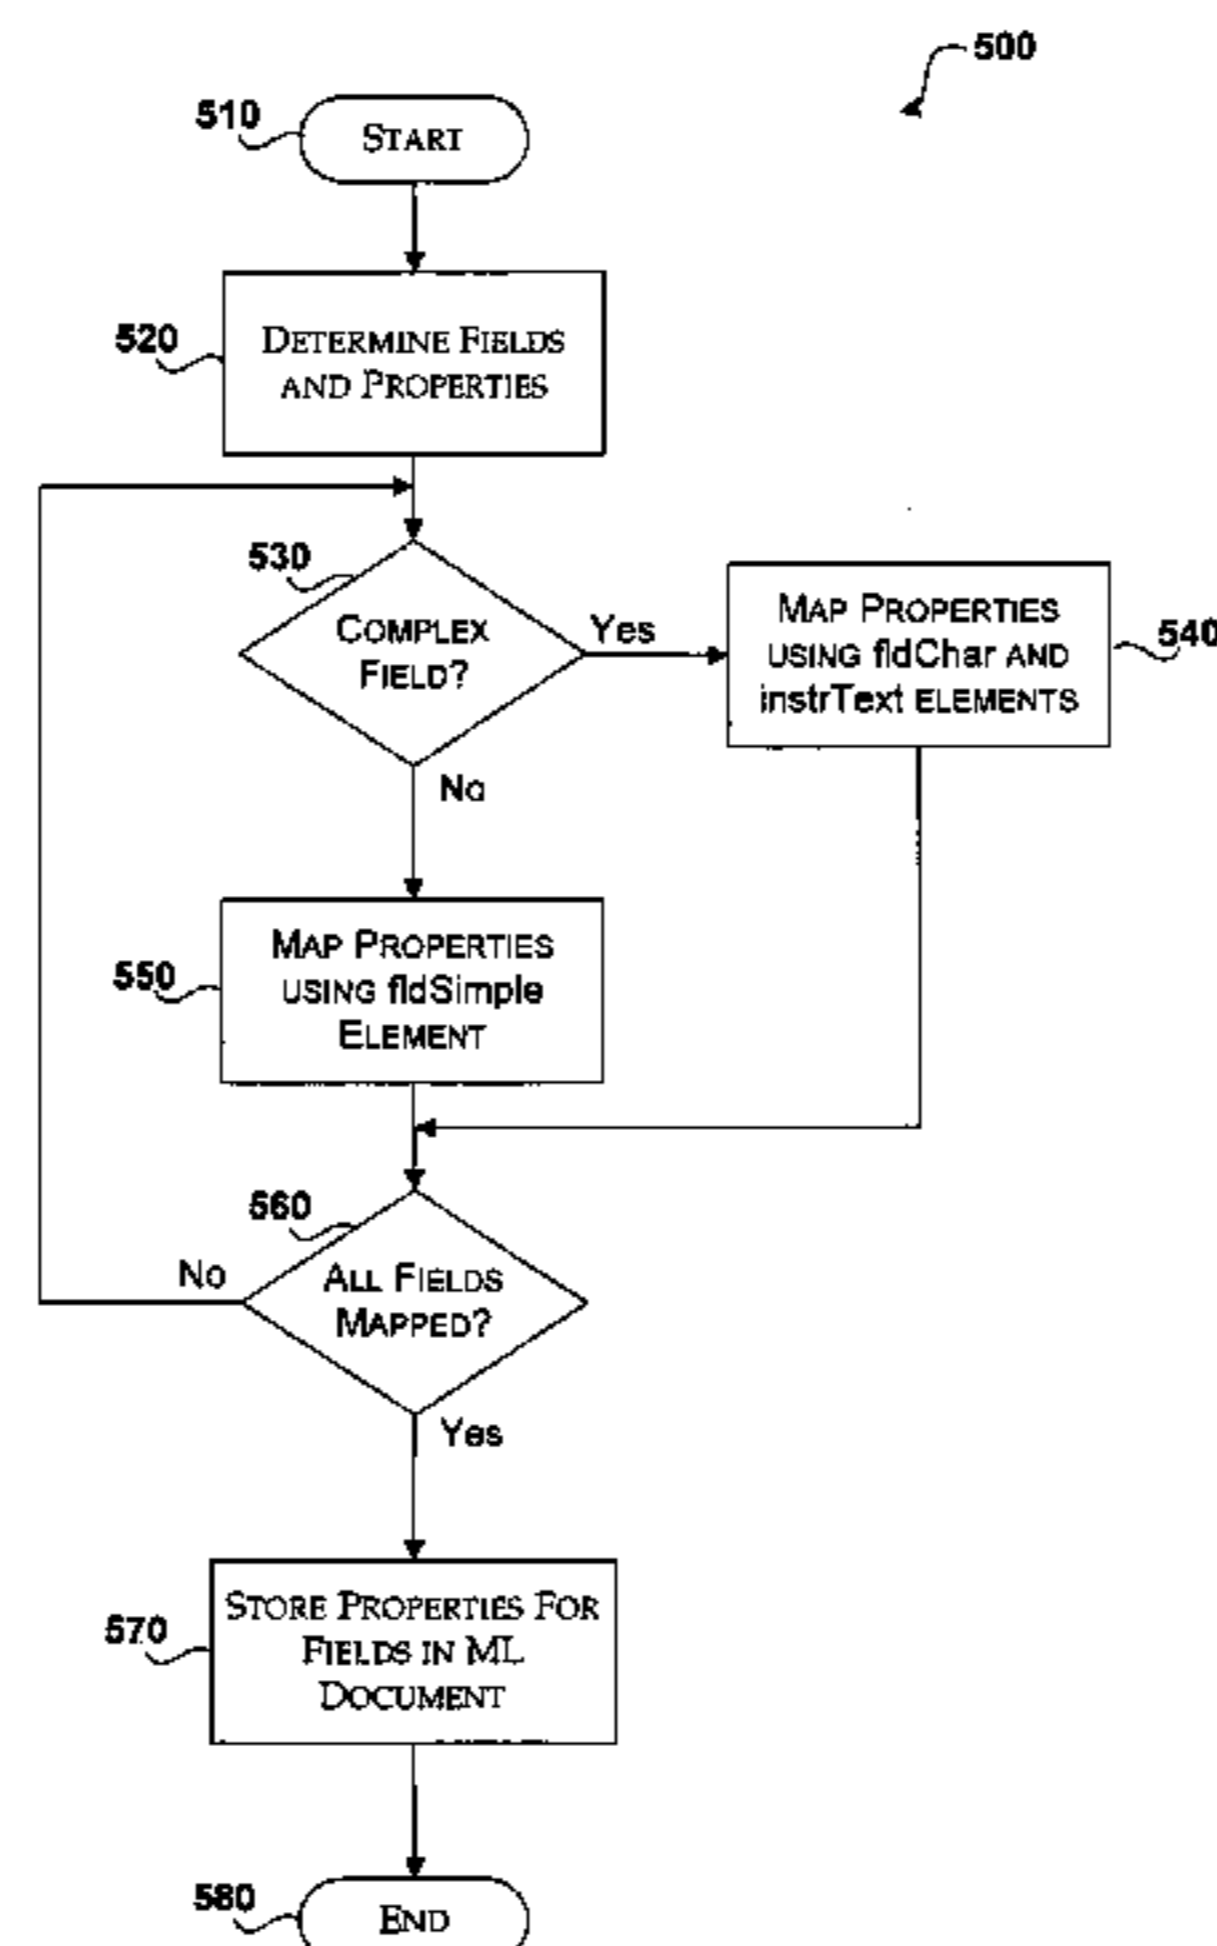 500
510
START
520
DETERMINE FIELDS
AND PROPERTIES
530
COMPLEX
FIELD?
Yes
MAP PROPERTIES
USING fldChar AND
instrText ELEMENTS
540
No
550
MAP PROPERTIES
USING fldSimple
ELEMENT
560
No
ALL FIELDS
MAPPED?
Yes
570
STORE PROPERTIES FOR
FIELDS IN ML
DOCUMENT
580
END